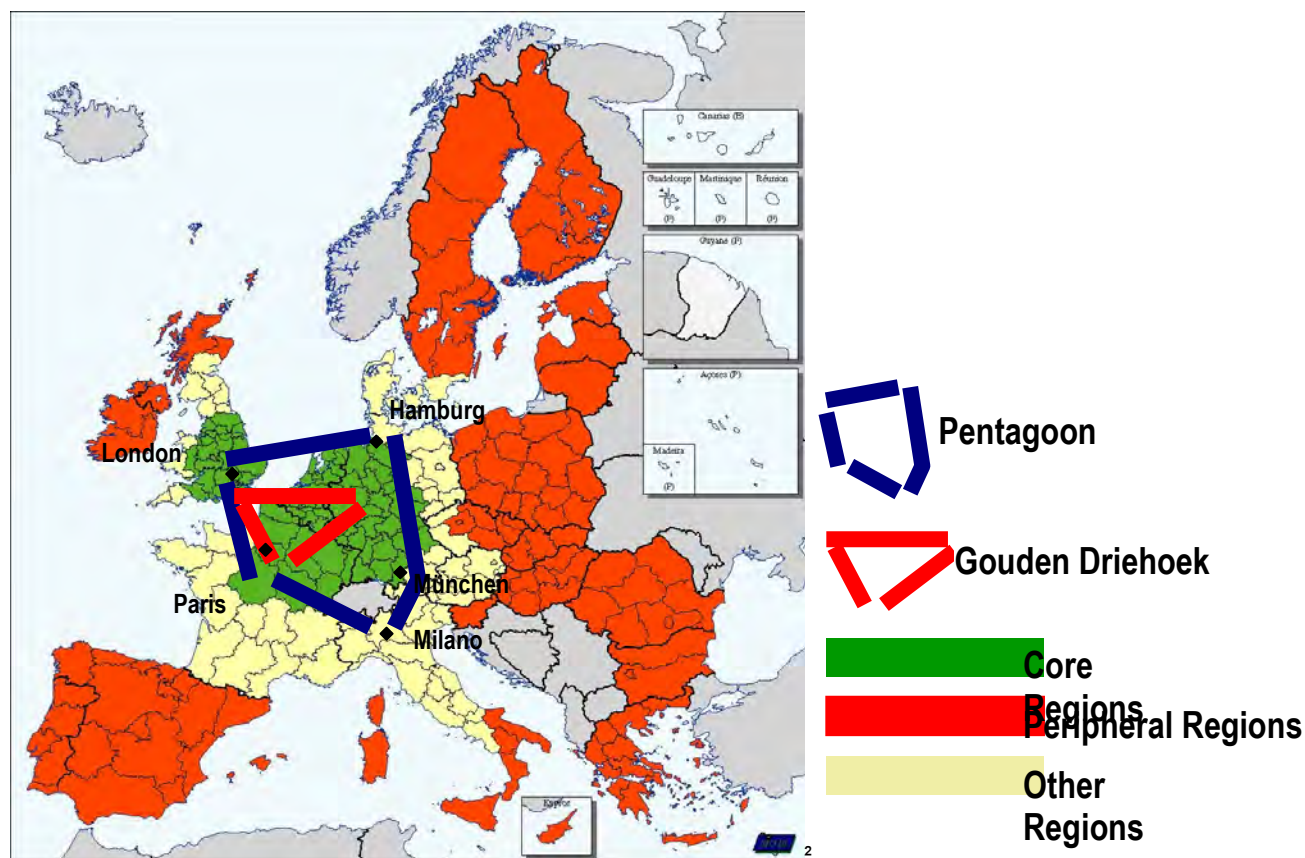 Canarias (E)
Guadeloupe
Martinique
Réunion
(F)
(F)
(F)
Guyane (F)
Açores (P)
Madeira
(P)
Hamburg
London
München
Paris
Milano
2
Pentagoon
Gouden Driehoek
Core
Regions
Peripheral Regions
Other
Regions